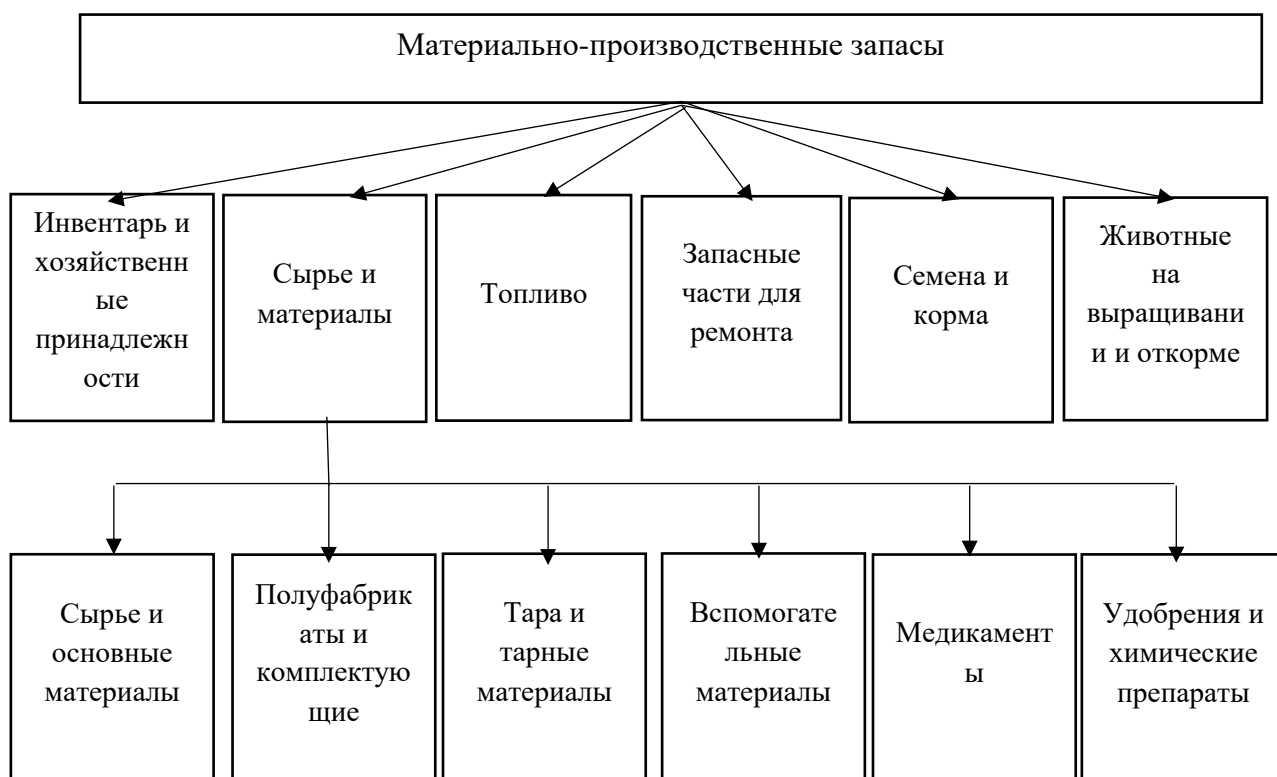 Материально-производственные запасы
Инвентарь и
хозяйственн
ые
принадлежн
ости
Сырье и
материалы
Топливо
Запасные
части для
ремонта
Семена и
корма
Животные
на
выращивани
и и откорме
Сырье и
основные
материалы
Полуфабрик
аты и
комплектую
щие
Тара и
тарные
материалы
Вспомогате
льные
материалы
Медикамент
ы
Удобрения и
химические
препараты